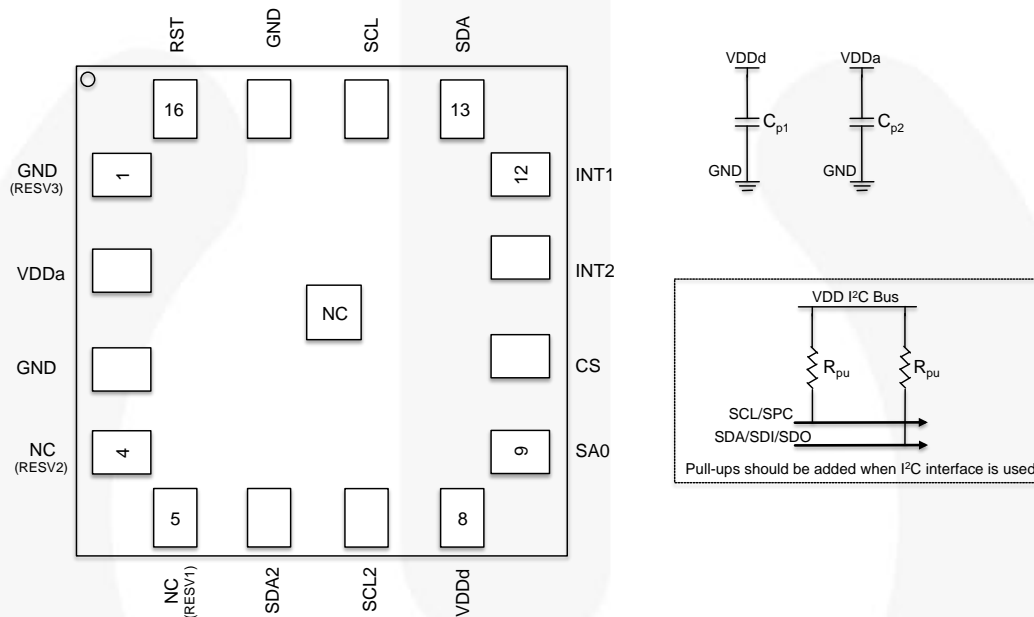 RST
GND
SCL
SDA
16
13
GND
(RESV3)
1
12
INT1
VDDa
INT2
NC
GND
CS
NC
(RESV2)
4
9
SA0
5
8
NC
(RESV1)
SDA2
SCL2
VDDd
VDDd
Cp1
GND
VDDa
Cp2
GND
VDD I²C Bus
Rpu
Rpu
SCL/SPC
SDA/SDI/SDO
Pull-ups should be added when I²C interface is used